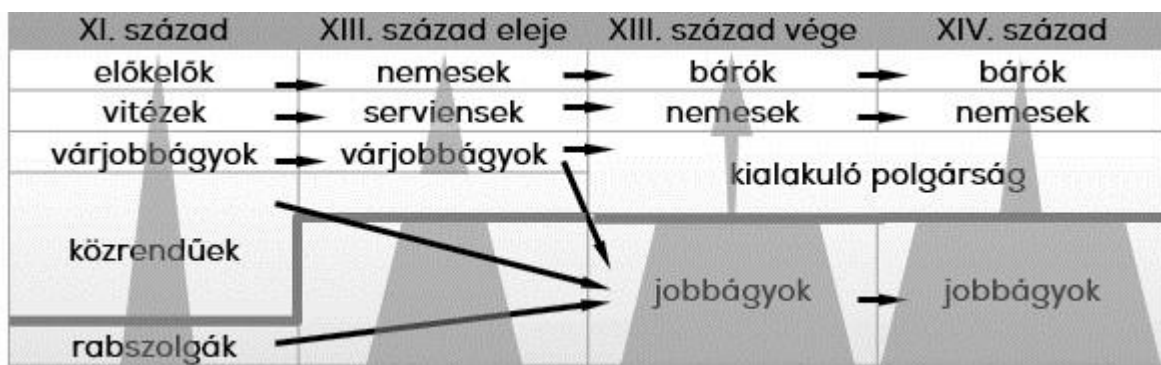 XI. század XIII. század eleje XIII. század vége XIV. század
előkelők nemesek bárók bárók
vitézek serviensek nemesek nemesek
várjobbágyok várjobbágyok
kialakuló polgárság
közrendűek
jobbágyok jobbágyok
rabszolgák